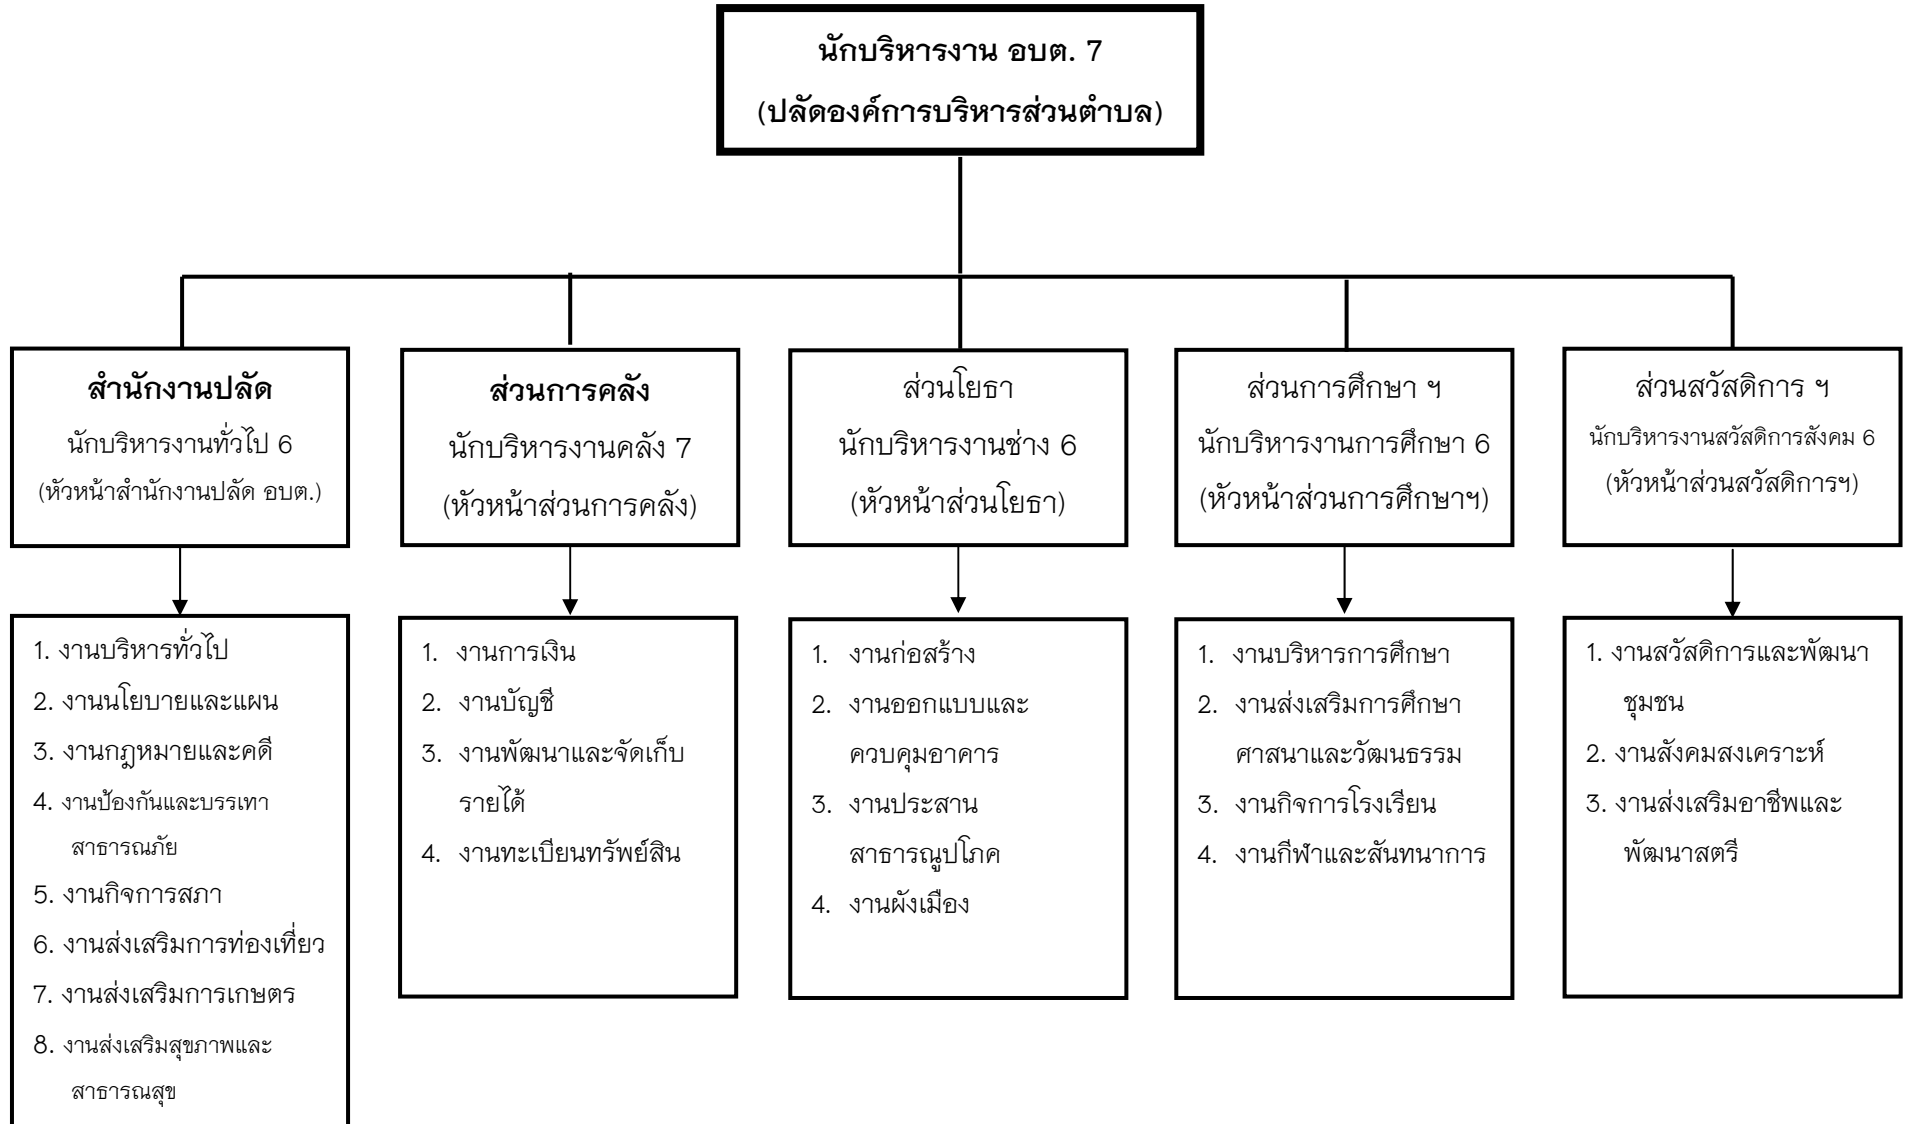 นักบริหารงาน อบต. 7
(ปลัดองค์การบริหารส่วนตำบล)
สำนักงานปลัด
นักบริหารงานทั่วไป 6
(หัวหน้าสำนักงานปลัด อบต.)
ส่วนการคลัง
นักบริหารงานคลัง 7
(หัวหน้าส่วนการคลัง)
ส่วนโยธา
นักบริหารงานช่าง 6
(หัวหน้าส่วนโยธา)
ส่วนการศึกษา ฯ
นักบริหารงานการศึกษา 6
(หัวหน้าส่วนการศึกษาฯ)
ส่วนสวัสดิการ ฯ
นักบริหารงานสวัสดิการสังคม 6
(หัวหน้าส่วนสวัสดิการฯ)
1. งานบริหารทั่วไป
2. งานนโยบายและแผน
3. งานกฎหมายและคดี
4. งานป้องกันและบรรเทา
สาธารณภัย
5. งานกิจการสภา
6. งานส่งเสริมการท่องเที่ยว
7. งานส่งเสริมการเกษตร
8. งานส่งเสริมสุขภาพและ
สาธารณสุข
1. งานการเงิน
2. งานบัญชี
3. งานพัฒนาและจัดเก็บ
รายได้
4. งานทะเบียนทรัพย์สิน
1. งานก่อสร้าง
2. งานออกแบบและ
ควบคุมอาคาร
3. งานประสาน
สาธารณูปโภค
4. งานผังเมือง
1. งานบริหารการศึกษา
2. งานส่งเสริมการศึกษา
ศาสนาและวัฒนธรรม
3. งานกิจการโรงเรียน
4. งานกีฬาและสันทนาการ
1. งานสวัสดิการและพัฒนา
ชุมชน
2. งานสังคมสงเคราะห์
3. งานส่งเสริมอาชีพและ
พัฒนาสตรี